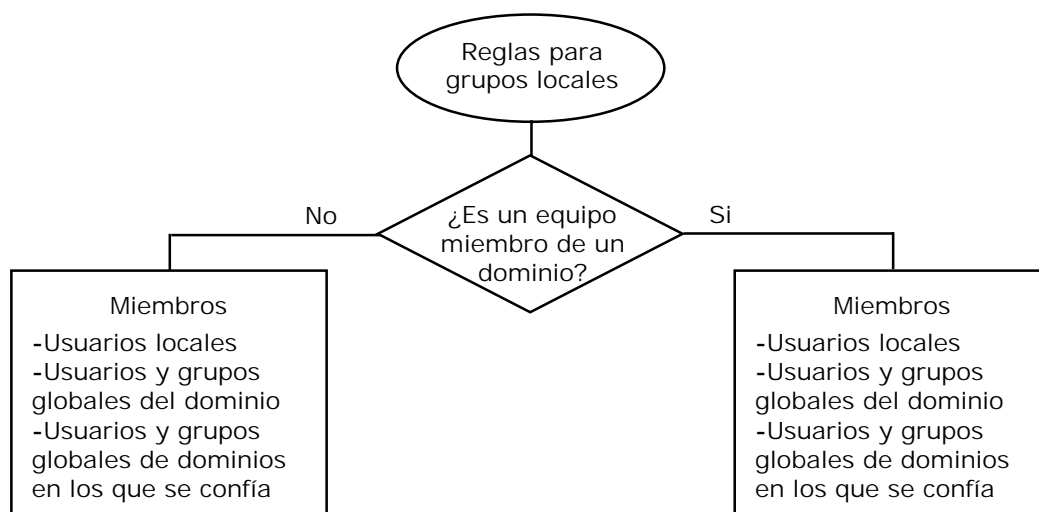 Reglas para
grupos locales
¿Es un equipo
miembro de un
dominio?
No
Si
Miembros
-Usuarios locales
-Usuarios y grupos
globales del dominio
-Usuarios y grupos
globales de dominios
en los que se confía
Miembros
-Usuarios locales
-Usuarios y grupos
globales del dominio
-Usuarios y grupos
globales de dominios
en los que se confía